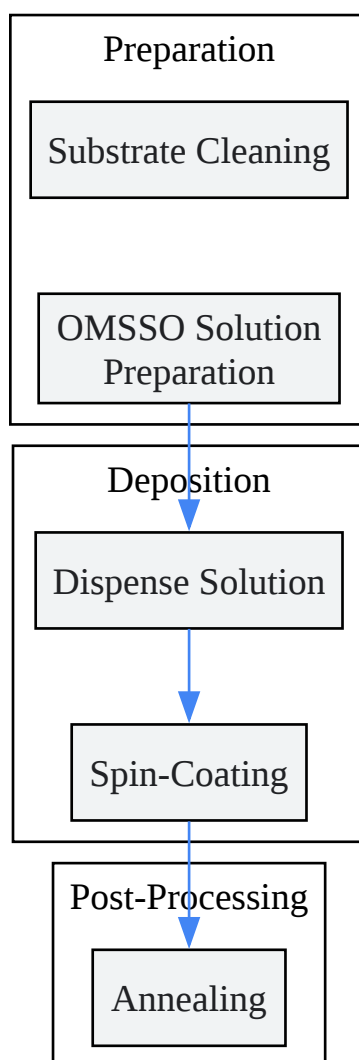 Preparation
Substrate Cleaning
OMSSO Solution
Preparation
Deposition
Dispense Solution
Spin-Coating
Post-Processing
Annealing